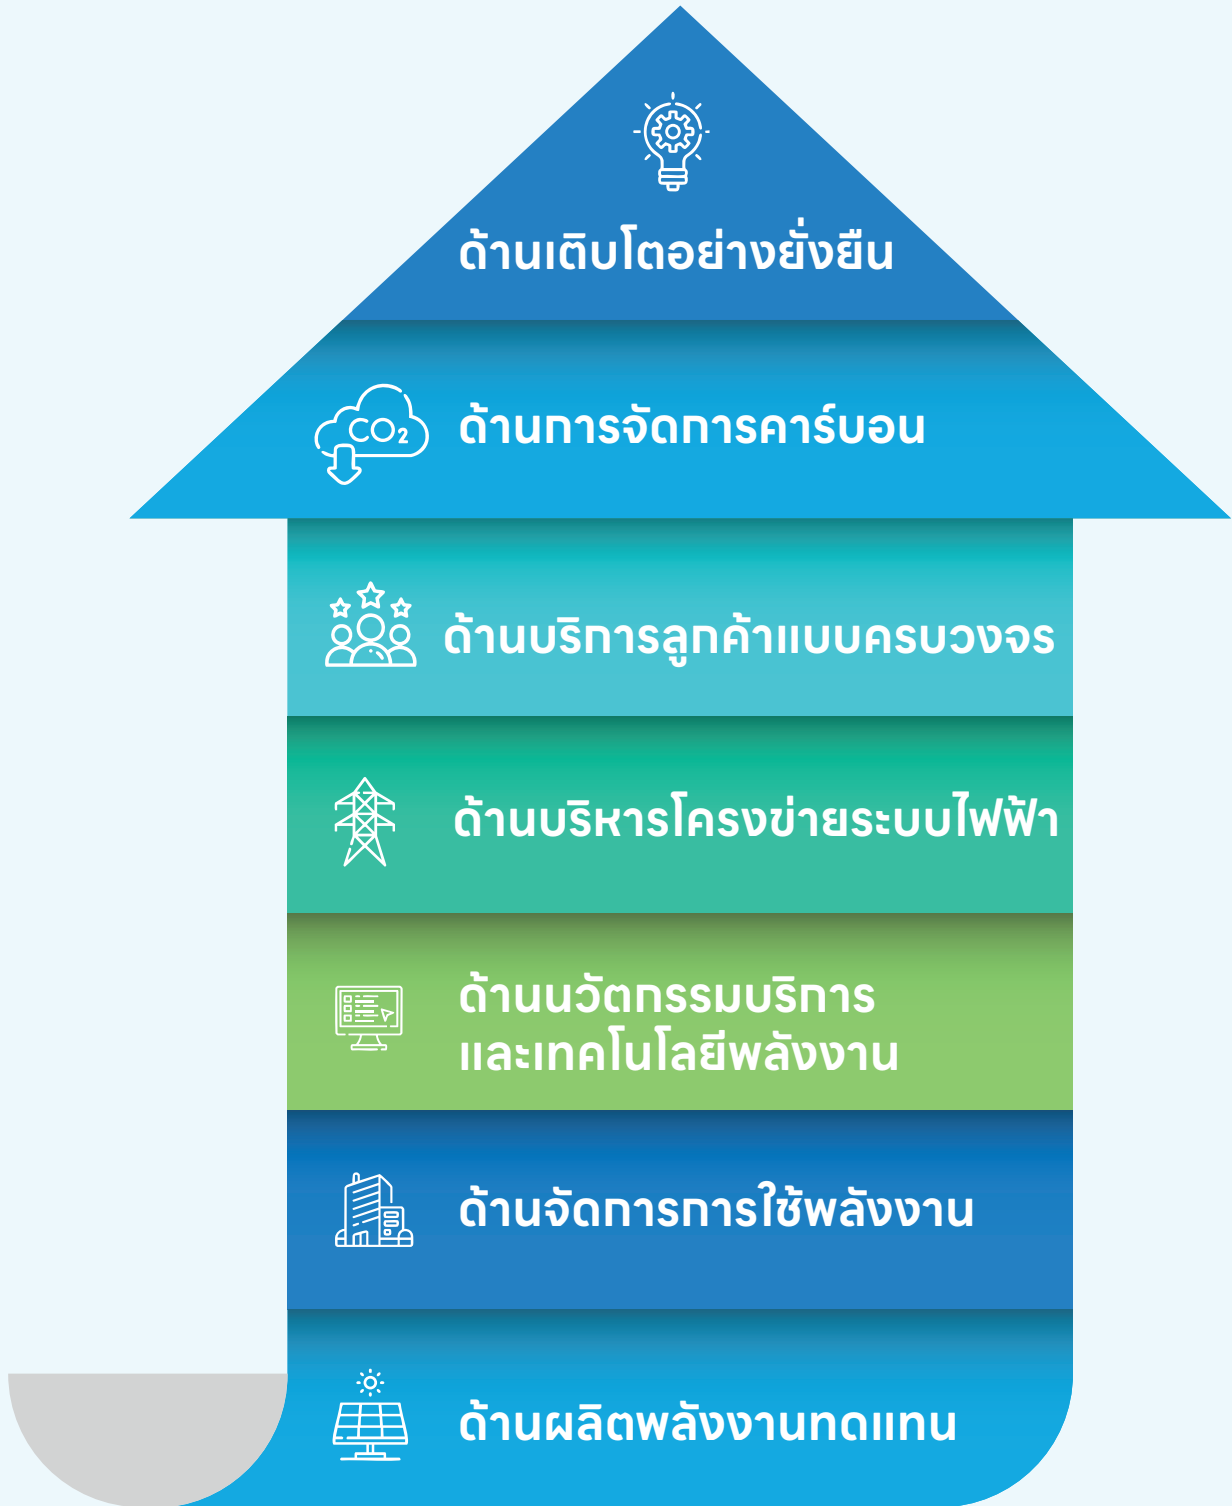 ด้านเติบโตอย่างยั่งยืน
CO2
ด้านการจัดการคาร์บอน
ด้านบริการลูกค้าแบบครบวงจร
ด้านบริหารโครงข่ายระบบไฟฟ้า
ด้านนวัตกรรมบริการ
และเทคโนโลยีพลังงาน
ด้านจัดการการใช้พลังงาน
ด้านผลิตพลังงานทดแทน